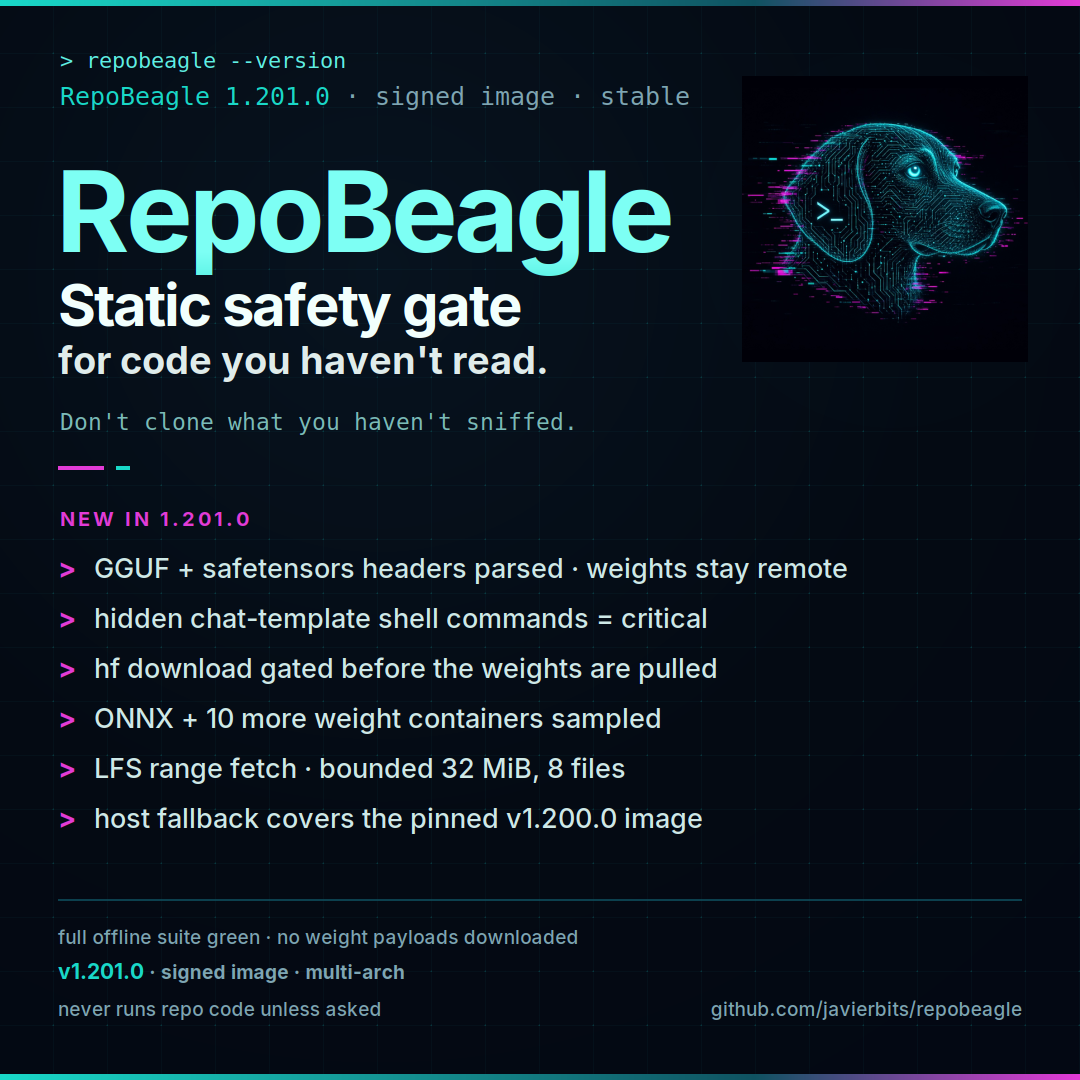 > repobeagle --version
RepoBeagle 1.201.0 · signed image · stable
>_
RepoBeagle
Static safety gate
for code you haven't read.
Don't clone what you haven't sniffed.
NEW IN 1.201.0
> GGUF + safetensors headers parsed · weights stay remote
> hidden chat-template shell commands = critical
> hf download gated before the weights are pulled
> ONNX + 10 more weight containers sampled
> LFS range fetch · bounded 32 MiB, 8 files
> host fallback covers the pinned v1.200.0 image
full offline suite green · no weight payloads downloaded
v1.201.0 · signed image · multi-arch
never runs repo code unless asked
github.com/javierbits/repobeagle